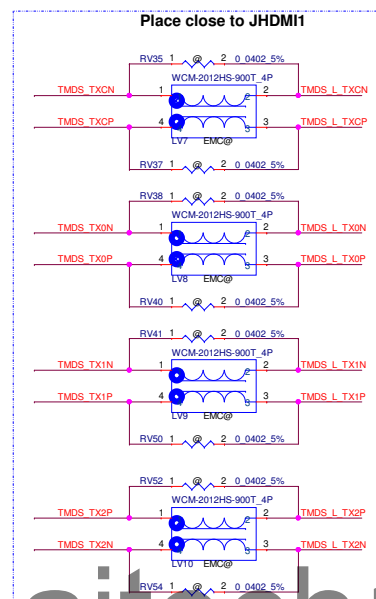 Place close to JHDMI1
RV35 1 @ 2 0_0402_5%
WCM-2012HS-900T_4P
TMDS_TXCN 1 2 TMDS_L_TXCN
TMDS_TXCP 4 3 TMDS_L_TXCP
LV7 EMC@
RV37 1 @ 2 0_0402_5%
RV38 1 @ 2 0_0402_5%
WCM-2012HS-900T_4P
TMDS_TX0N 1 2 TMDS_L_TX0N
TMDS_TX0P 4 3 TMDS_L_TX0P
LV8 EMC@
RV40 1 @ 2 0_0402_5%
RV41 1 @ 2 0_0402_5%
WCM-2012HS-900T_4P
TMDS_TX1N 1 2 TMDS_L_TX1N
TMDS_TX1P 4 3 TMDS_L_TX1P
LV9 EMC@
RV50 1 @ 2 0_0402_5%
RV52 1 @ 2 0_0402_5%
WCM-2012HS-900T_4P
TMDS_TX2P 1 2 TMDS_L_TX2P
TMDS_TX2N 4 3 TMDS_L_TX2N
LV10 EMC@
RV54 1 @ 2 0_0402_5%